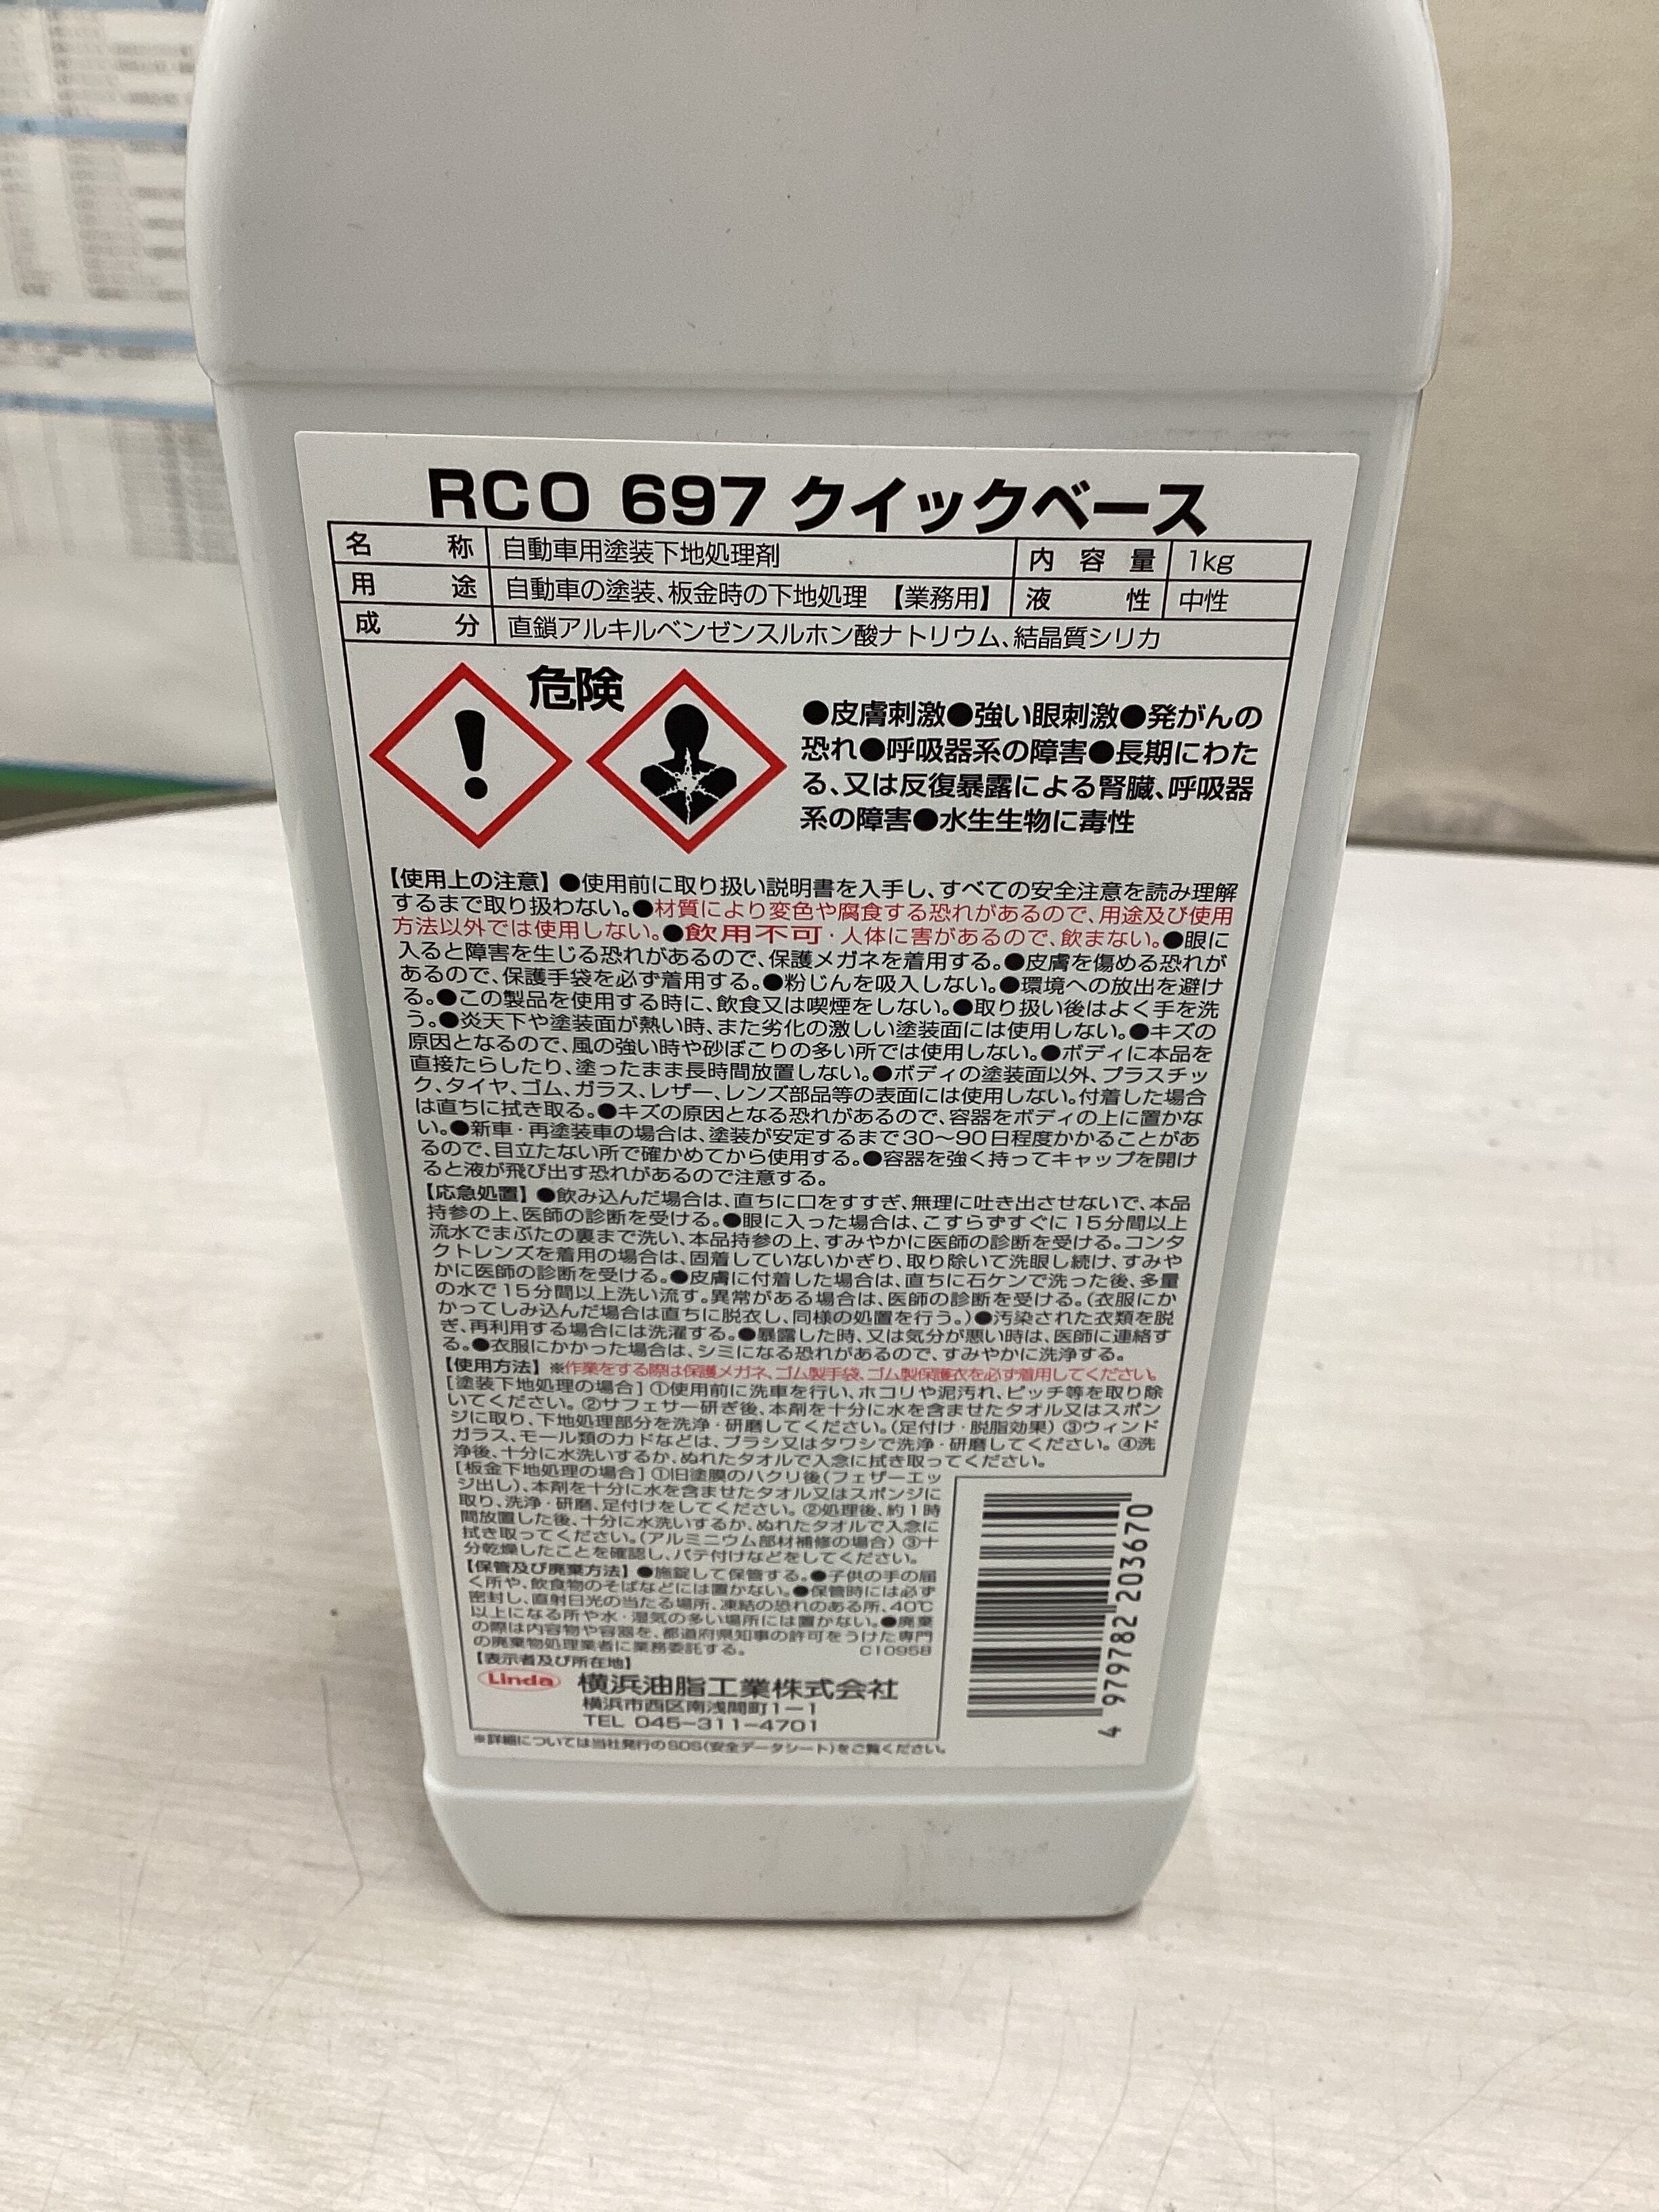 RCO 697 クイックベース
名称 自動車用塗装下地処理剤 内容量 1kg
用途 自動車の塗装、板金時の下地処理 【業務用】 液性 中性
成分 直鎖アルキルベンゼンスルホン酸ナトリウム、結晶質シリカ
危険
●皮膚刺激●強い眼刺激●発がんの
恐れ●呼吸器系の障害●長期にわた
る、又は反復暴露による腎臓、呼吸器
系の障害●水生生物に毒性
【使用上の注意】●使用前に取り扱い説明書を入手し、すべての安全注意を読み理解
するまで取り扱わない。●材質により変色や腐食する恐れがあるので、用途及び使用
方法以外では使用しない。●飲用不可・人体に害があるので、飲まない。●眼に
入ると障害を生じる恐れがあるので、保護メガネを着用する。●皮膚を傷める恐れが
あるので、保護手袋を必ず着用する。●粉じんを吸入しない。●環境への放出を避け
る。●この製品を使用する時に、飲食又は喫煙をしない。●取り扱い後はよく手を洗
う。●炎天下や塗装面が熱い時、また劣化の激しい塗装面には使用しない。●キズの
原因となるので、風の強い時や砂ぼこりの多い所では使用しない。●ボディに本品を
直接たらしたり、塗ったまま長時間放置しない。●ボディの塗装面以外、プラスチッ
ク、タイヤ、ゴム、ガラス、レザー、レンズ部品等の表面には使用しない。付着した場合
は直ちに拭き取る。●キズの原因となる恐れがあるので、容器をボディの上に置かな
い。●新車・再塗装車の場合は、塗装が安定するまで30～90日程度かかることがあ
るので、目立たない所で確かめてから使用する。●容器を強く持ってキャップを開け
ると液が飛び出す恐れがあるので注意する。
【応急処置】●飲み込んだ場合は、直ちに口をすすぎ、無理に吐き出させないで、本品
持参の上、医師の診断を受ける。●眼に入った場合は、こすらずすぐに15分間以上
流水でまぶたの裏まで洗い、本品持参の上、すみやかに医師の診断を受ける。コンタ
クトレンズを着用の場合は、固着していないかぎり、取り除いて洗眼し続け、すみや
かに医師の診断を受ける。●皮膚に付着した場合は、直ちに石ケンで洗った後、多量
の水で15分間以上洗い流す。異常がある場合は、医師の診断を受ける。(衣服にか
かってしみ込んだ場合は直ちに脱衣し、同様の処置を行う。)●汚染された衣類を脱
ぎ、再利用する場合には洗濯する。●暴露した時、又は気分が悪い時は、医師に連絡す
る。●衣服にかかった場合は、シミになる恐れがあるので、すみやかに洗浄する。
【使用方法】※作業をする際は保護メガネ、ゴム製手袋、ゴム製保護衣を必ず着用してください。
[塗装下地処理の場合] ①使用前に洗車を行い、ホコリや泥汚れ、ピッチ等を取り除
いてください。②サフェサー研ぎ後、本剤を十分に水を含ませたタオル又はスポン
ジに取り、下地処理部分を洗浄・研磨してください。(足付け・脱脂効果) ③ウィンド
ガラス、モール類のカドなどは、ブラシ又はタワシで洗浄・研磨してください。④洗
浄後、十分に水洗いするか、ぬれたタオルで入念に拭き取ってください。
[板金下地処理の場合] ①旧塗膜のハクリ後(フェザーエッ
ジ出し)、本剤を十分に水を含ませたタオル又はスポンジに
取り、洗浄・研磨、足付けをしてください。②処理後、約1時
間放置した後、十分に水洗いするか、ぬれたタオルで入念に
拭き取ってください。(アルミニウム部材補修の場合) ③十
分乾燥したことを確認し、パテ付けなどをしてください。
【保管及び廃棄方法】●施錠して保管する。●子供の手の届
く所や、飲食物のそばなどには置かない。●保管時には必ず
密封し、直射日光の当たる場所、凍結の恐れのある所、40℃
以上になる所や水・湿気の多い場所には置かない。●廃棄
の際は内容物や容器を、都道府県知事の許可をうけた専門
の廃棄物処理業者に業務委託する。 C10958
【表示者及び所在地】
Linda 横浜油脂工業株式会社
横浜市西区南浅間町1－1
TEL 045－311－4701
※詳細については当社発行のSDS(安全データシート)をご覧ください。
4 979782 203670